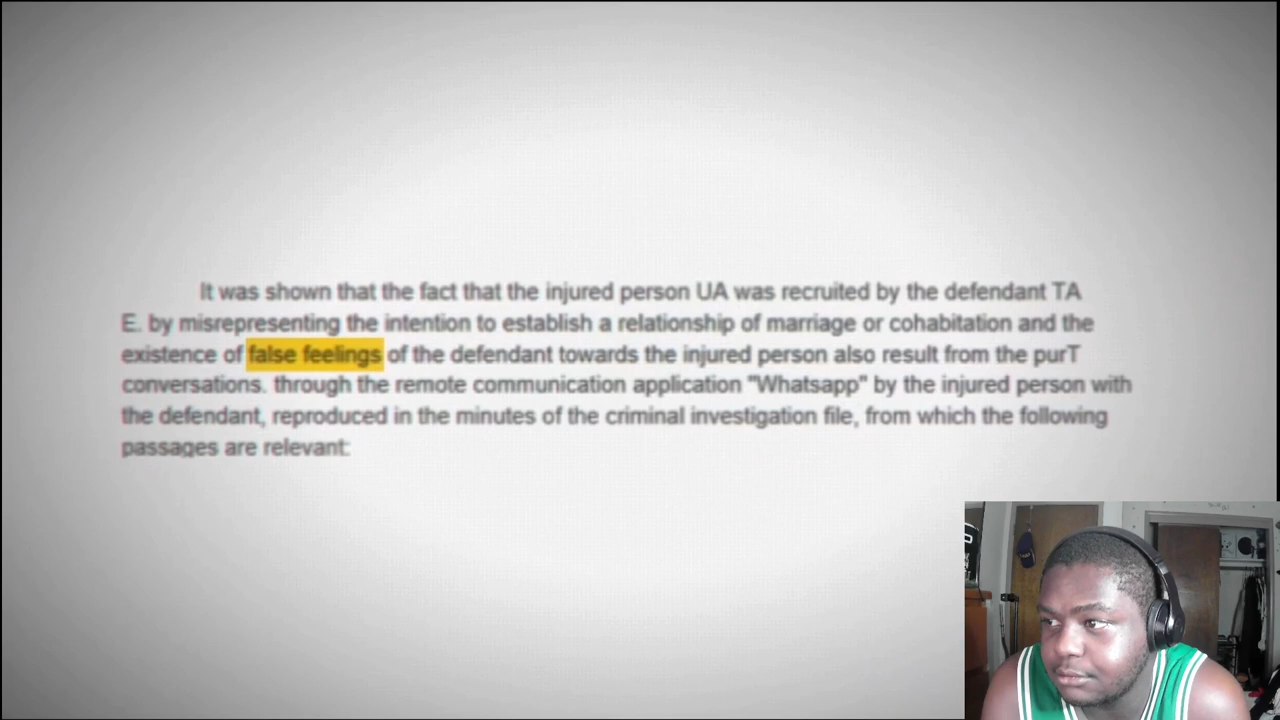 It was shown that the fact that the injured person UA was recruited by the defendant TA
E. by misrepresenting the intention to establish a relationship of marriage or cohabitation and the
existence of false feelings of the defendant towards the injured person also result from the purT
conversations. through the remote communication application "Whatsapp" by the injured person with
the defendant, reproduced in the minutes of the criminal investigation file, from which the following
passages are relevant: